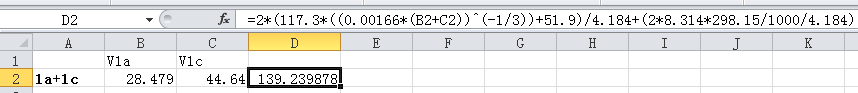 D2 fx =2*(117.3*((0.00166*(B2+C2))^(-1/3))+51.9)/4.184+(2*8.314*298.15/1000/4.184)
A B C D E F G H I J K
1 V1a V1c
2 1a+1c 28.479 44.64 139.239878